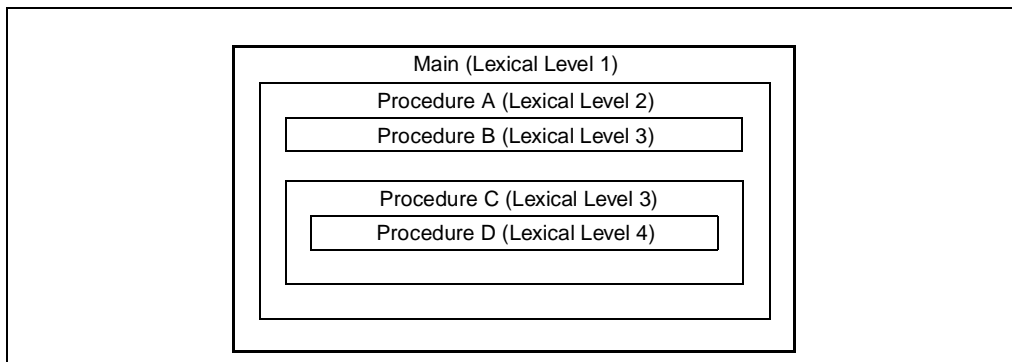 Main (Lexical Level 1)
Procedure A (Lexical Level 2)
Procedure B (Lexical Level 3)
Procedure C (Lexical Level 3)
Procedure D (Lexical Level 4)